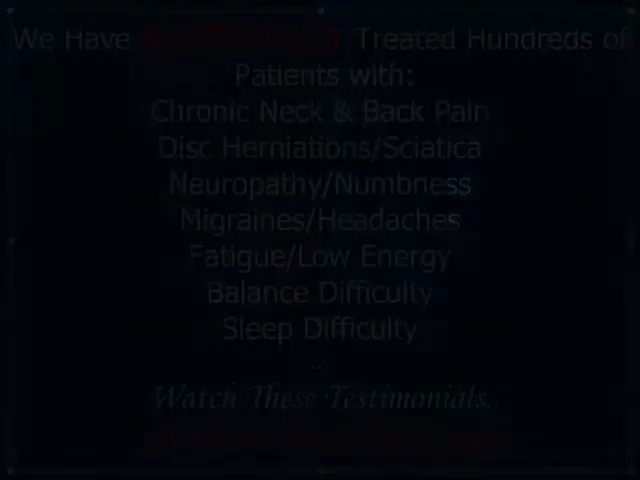 We Have Treated Hundreds of
Patients with:
Chronic Neck & Back Pain
Disc Herniations/Sciatica
Neuropathy/Numbness
Migraines/Headaches
Fatigue/Low Energy
Balance Difficulty
Sleep Difficulty
....
Watch These Testimonials.